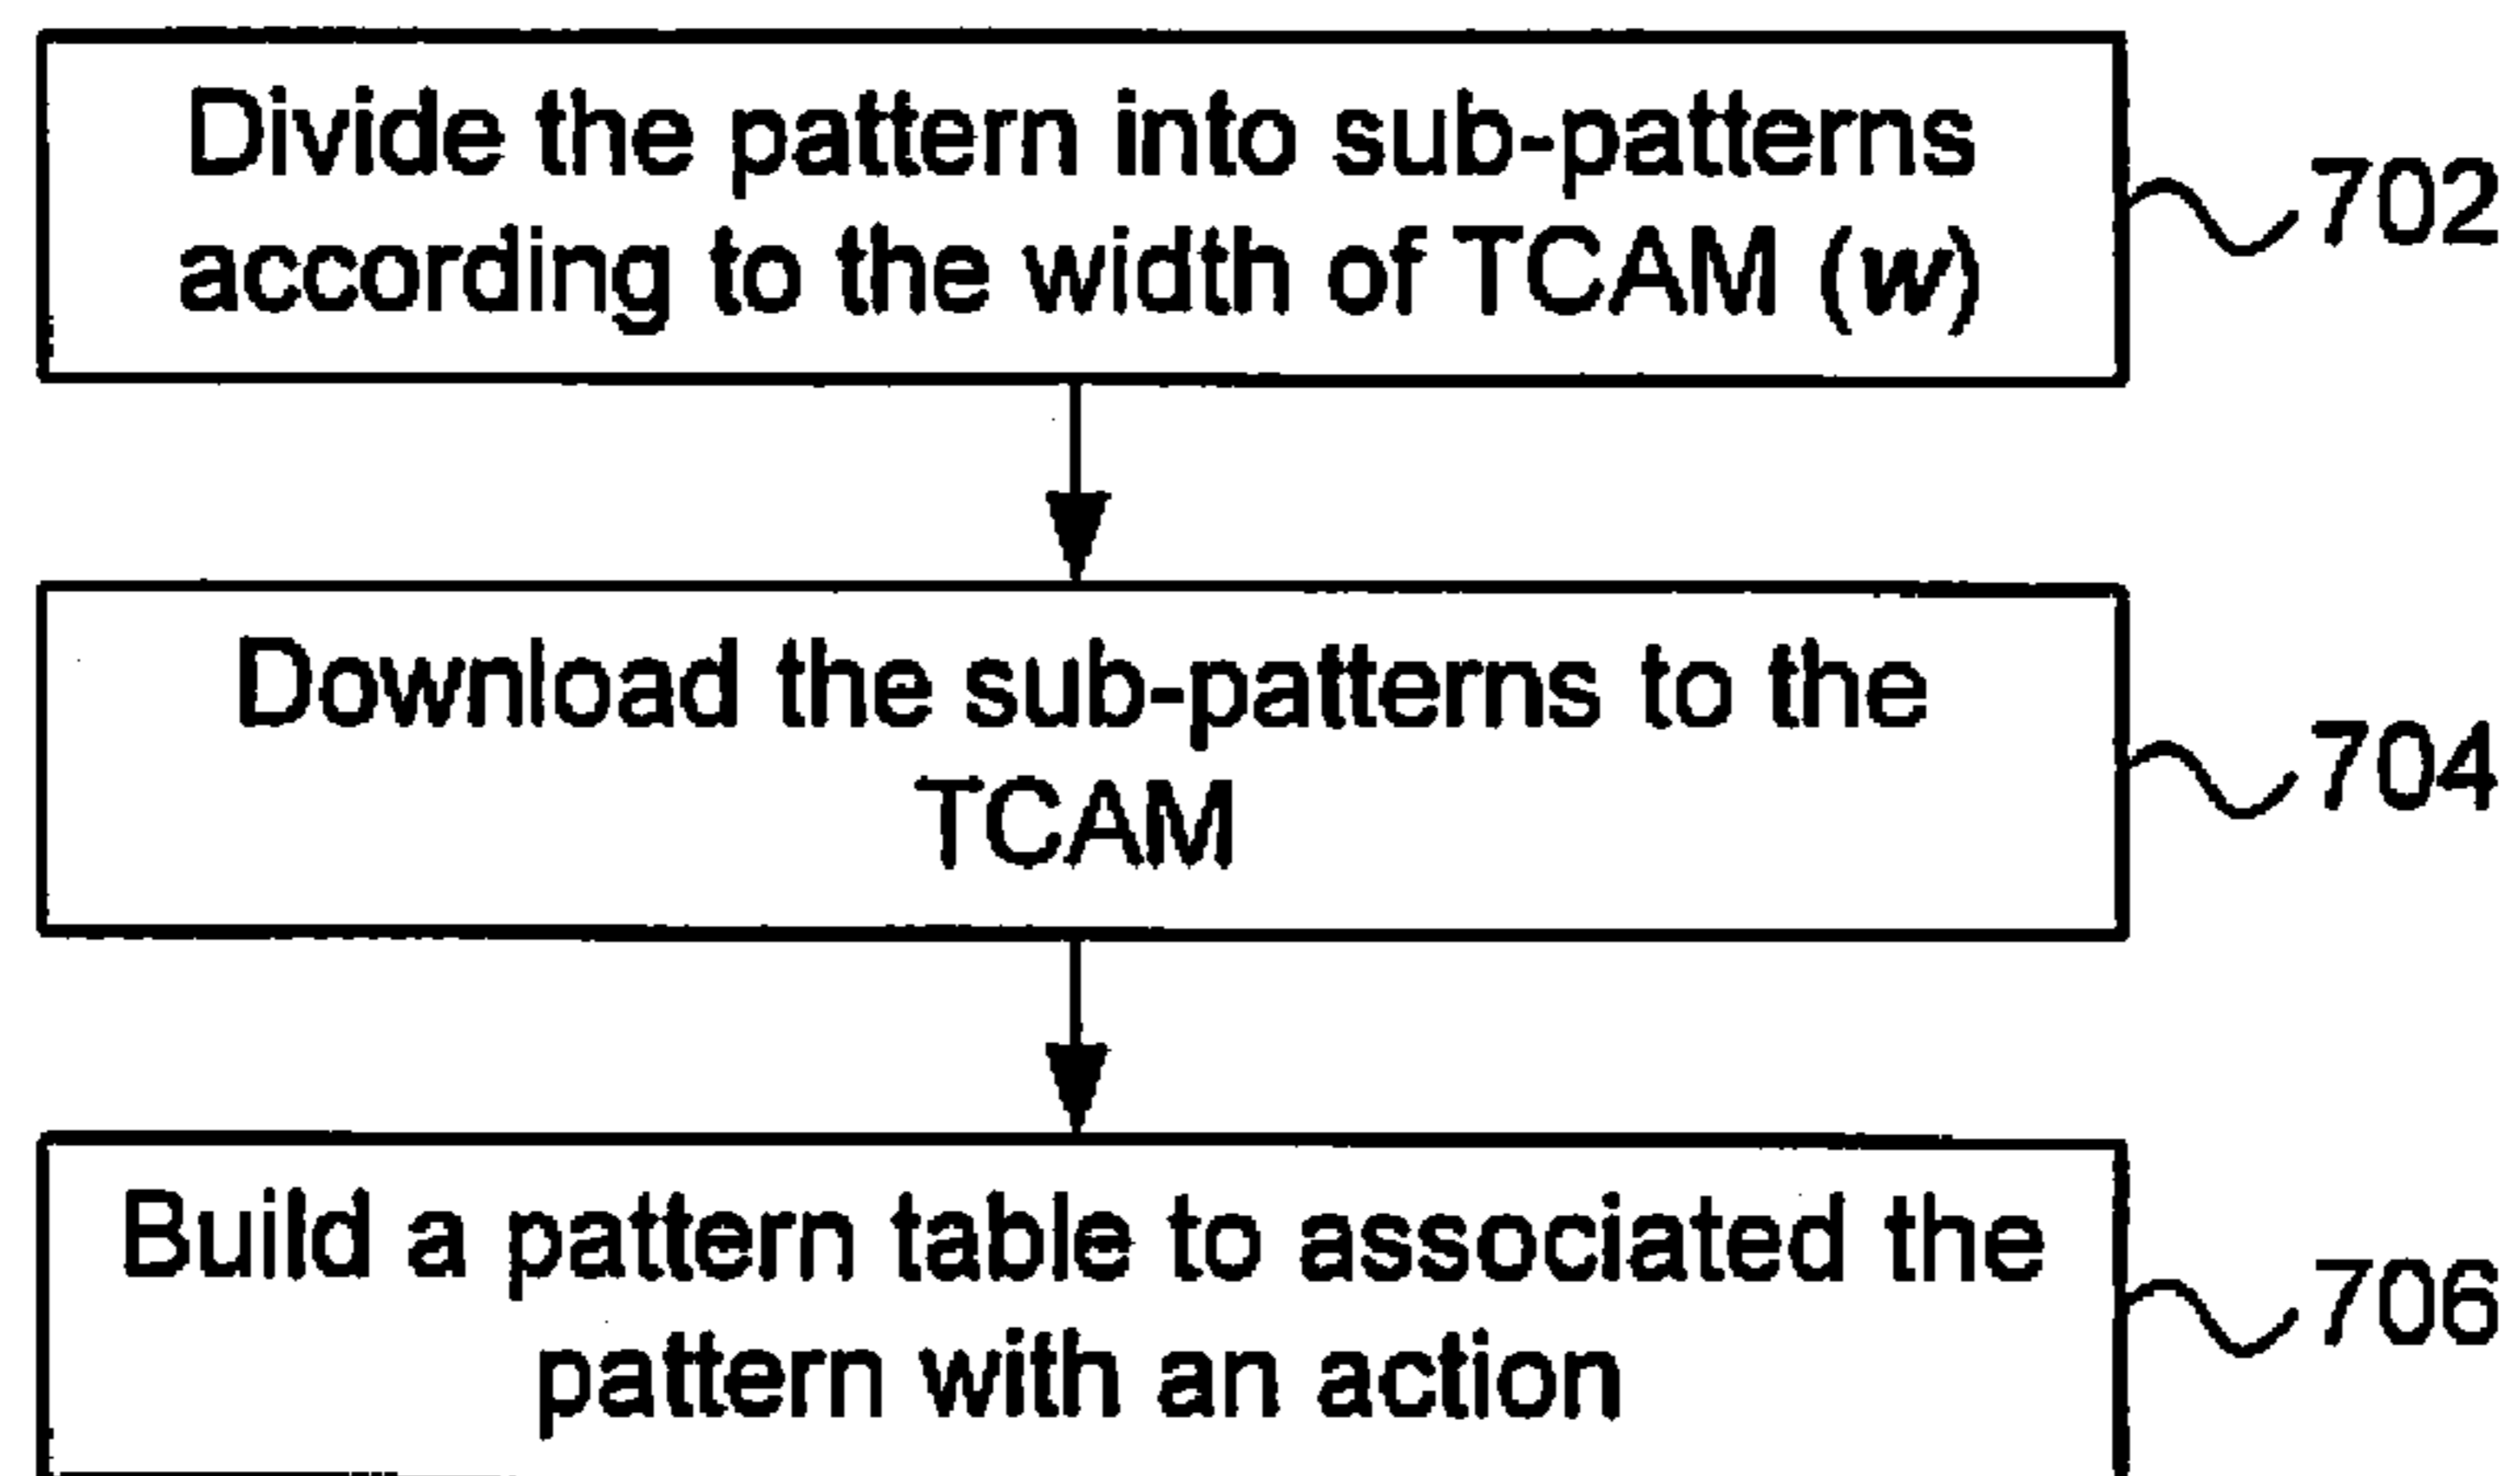 Divide the pattern into sub-patterns
according to the width of TCAM (w)
702
Download the sub-patterns to the
TCAM
704
Build a pattern table to associated the
pattern with an action
706